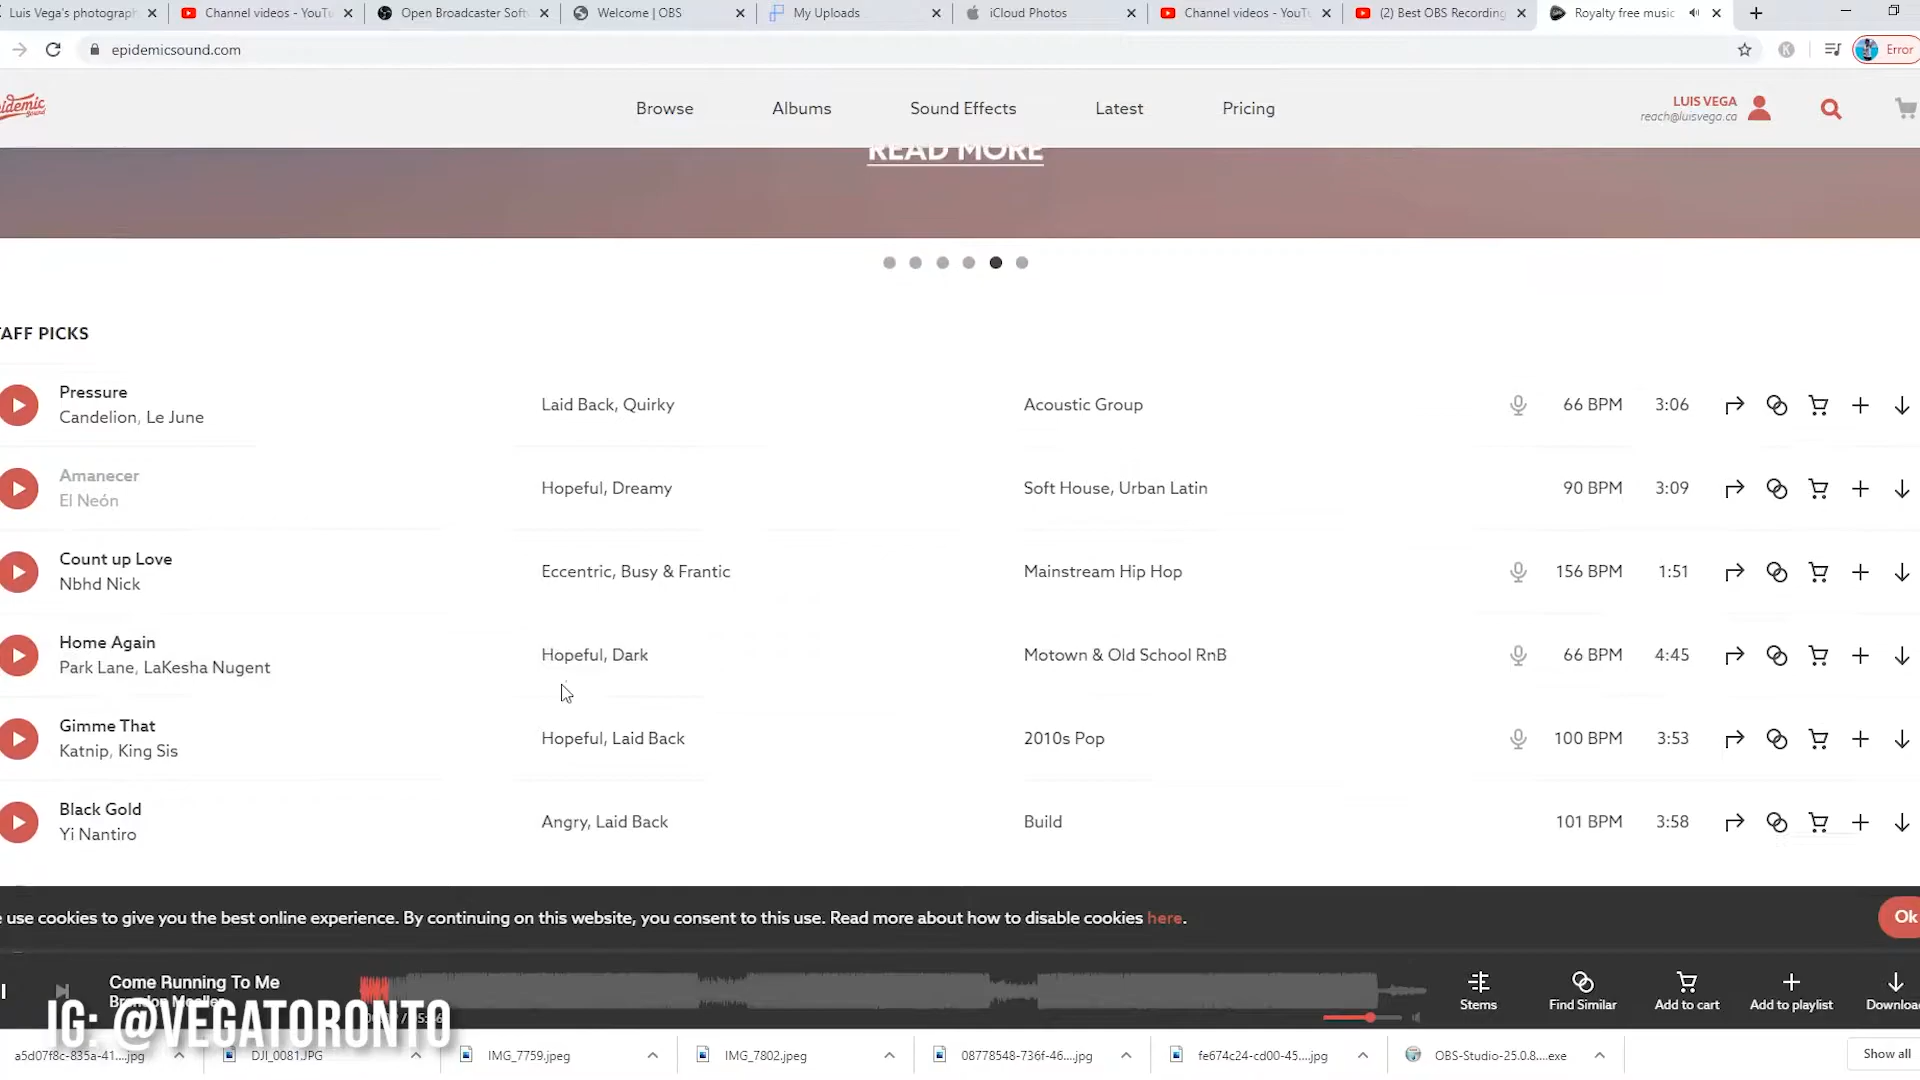 Luis Vega's photograph
Channel videos - YouTu
Open Broadcaster Soft
Welcome | OBS
My Uploads
iCloud Photos
Channel videos - YouTu
(2) Best OBS Recording
Royalty free music
epidemicsound.com
Error
Browse
Albums
Sound Effects
Latest
Pricing
LUIS VEGA
reach@luisvega.ca
READ MORE
AFF PICKS
Pressure
Candelion, Le June
Laid Back, Quirky
Acoustic Group
66 BPM
3:06
Amanecer
El Neón
Hopeful, Dreamy
Soft House, Urban Latin
90 BPM
3:09
Count up Love
Nbhd Nick
Eccentric, Busy & Frantic
Mainstream Hip Hop
156 BPM
1:51
Home Again
Park Lane, LaKesha Nugent
Hopeful, Dark
Motown & Old School RnB
66 BPM
4:45
Gimme That
Katnip, King Sis
Hopeful, Laid Back
2010s Pop
100 BPM
3:53
Black Gold
Yi Nantiro
Angry, Laid Back
Build
101 BPM
3:58
use cookies to give you the best online experience. By continuing on this website, you consent to this use. Read more about how to disable cookies here.
Ok
Come Running To Me
Stems
Find Similar
Add to cart
Add to playlist
Downloa
IG: @VEGATORONTO
a5d07f8c-835a-41....jpg
DJI_0081.JPG
IMG_7759.jpeg
IMG_7802.jpeg
08778548-736f-46....jpg
fe674c24-cd00-45....jpg
OBS-Studio-25.0.8....exe
Show all